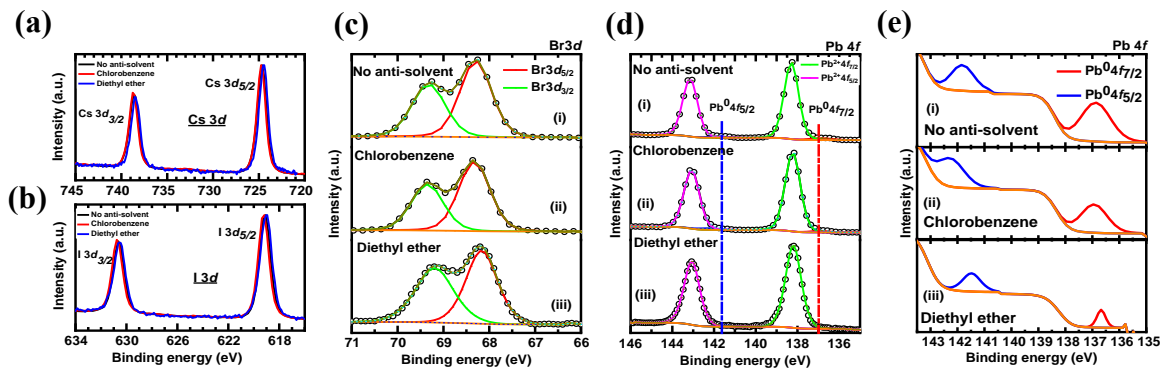 (a)
No anti-solvent
Chlorobenzene
Diethyl ether
Cs 3d5/2
Cs 3d3/2
Cs 3d
Intensity (a.u.)
745 740 735 730 725 720
(b)
No anti-solvent
Chlorobenzene
Diethyl ether
I 3d5/2
I 3d3/2
I 3d
Intensity (a.u.)
634 630 626 622 618
Binding energy (eV)
(c)
Br3d
No anti-solvent
Br3d5/2
Br3d3/2
(i)
Chlorobenzene
(ii)
Diethyl ether
(iii)
Intensity (a.u.)
71 70 69 68 67 66
Binding energy (eV)
(d)
Pb 4f
No anti-solvent
Pb2+4f7/2
Pb2+4f5/2
(i)
Pb04f5/2
Pb04f7/2
Chlorobenzene
(ii)
Diethyl ether
(iii)
Intensity (a.u.)
146 144 142 140 138 136
Binding energy (eV)
(e)
Pb 4f
Pb04f7/2
Pb04f5/2
(i)
No anti-solvent
(ii)
Chlorobenzene
(iii)
Diethyl ether
Intensity (a.u.)
143 142 141 140 139 138 137 136 135
Binding energy (eV)